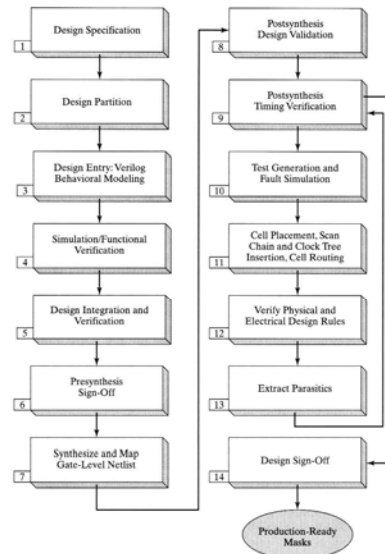 Design Specification
1
Design Partition
2
Design Entry: Verilog
Behavioral Modeling
3
Simulation/Functional
Verification
4
Design Integration and
Verification
5
Presynthesis
Sign-Off
6
Synthesize and Map
Gate-Level Netlist
7
Postsynthesis
Design Validation
8
Postsynthesis
Timing Verification
9
Test Generation and
Fault Simulation
10
Cell Placement, Scan
Chain and Clock Tree
Insertion, Cell Routing
11
Verify Physical and
Electrical Design Rules
12
Extract Parasitics
13
Design Sign-Off
14
Production-Ready
Masks